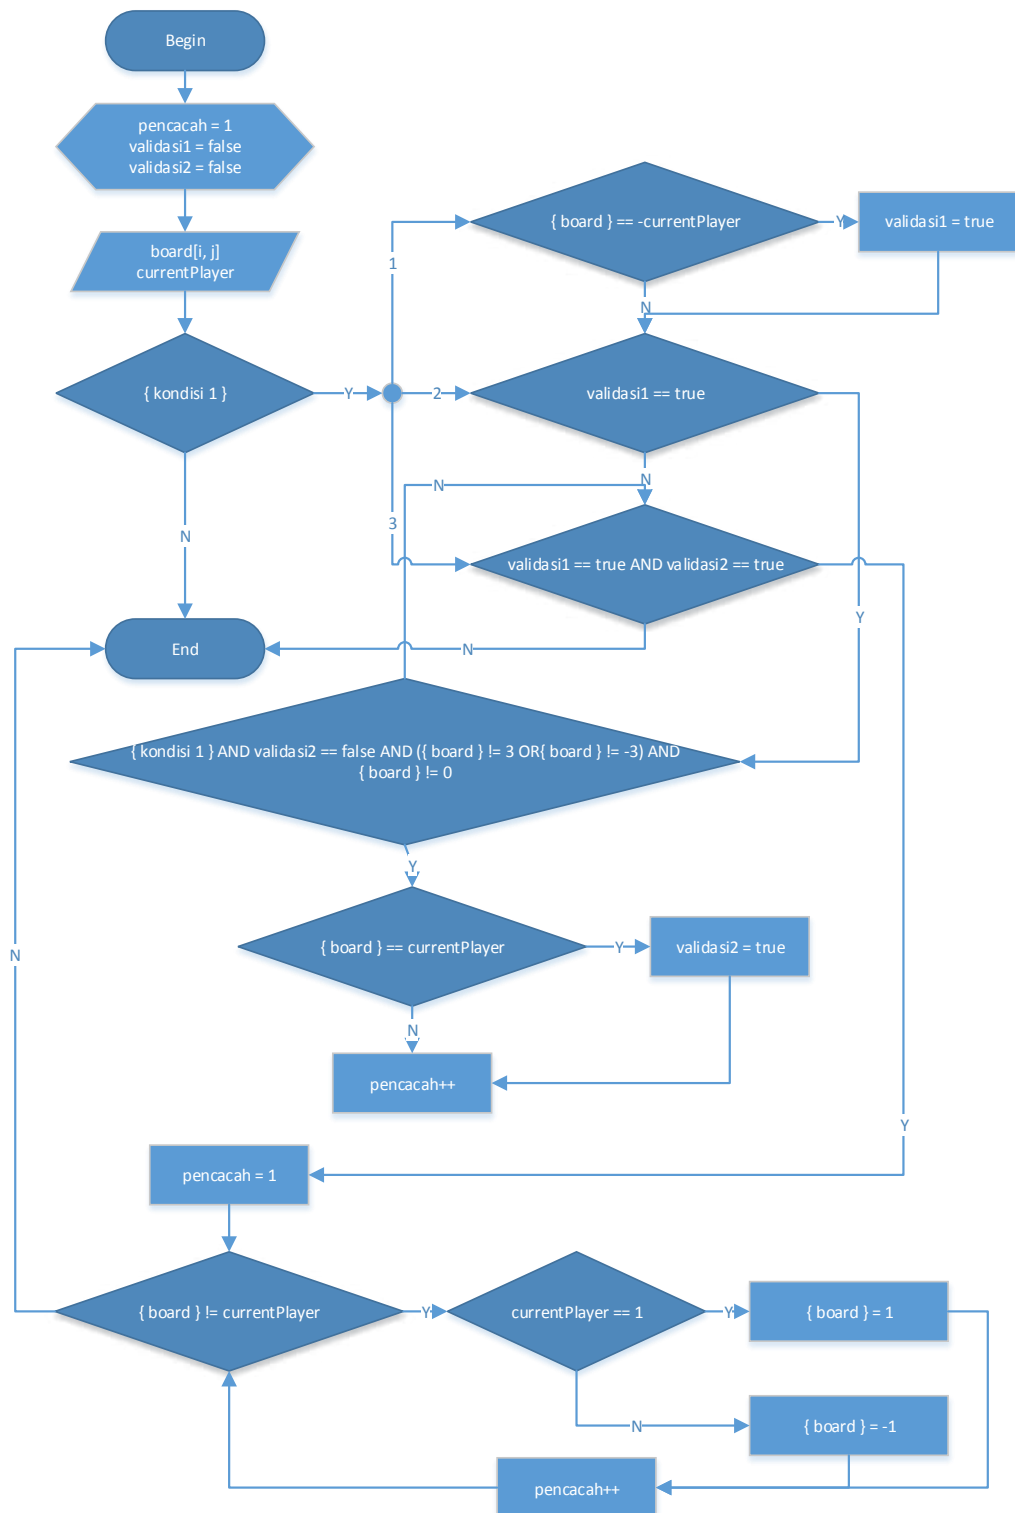 Begin
pencacah = 1
validasi1 = false
validasi2 = false
board[i, j]
currentPlayer
{ kondisi 1 }
Y
N
1
2
3
{ board } == -currentPlayer
Y
validasi1 = true
N
validasi1 == true
N
Y
N
validasi1 == true AND validasi2 == true
N
Y
End
{ kondisi 1 } AND validasi2 == false AND ({ board } != 3 OR{ board } != -3) AND
{ board } != 0
Y
{ board } == currentPlayer
Y
validasi2 = true
N
pencacah++
pencacah = 1
{ board } != currentPlayer
N
Y
currentPlayer == 1
Y
{ board } = 1
N
{ board } = -1
pencacah++